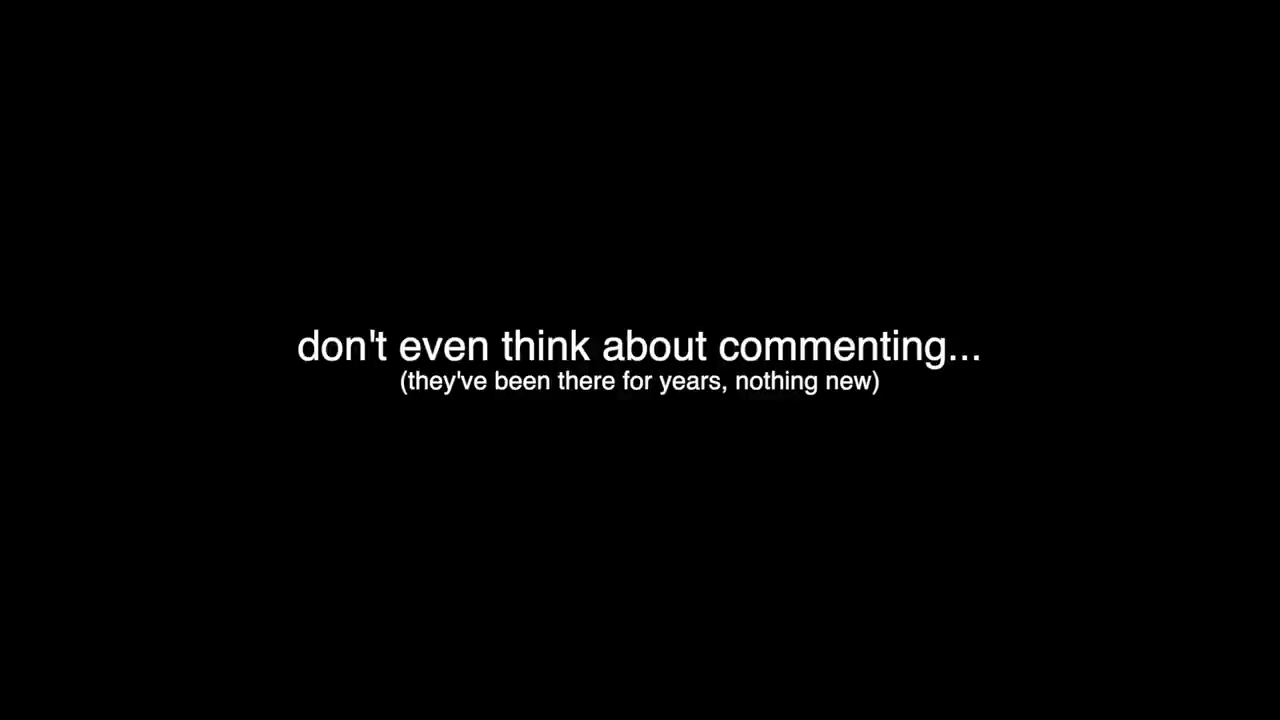 don't even think about commenting...
(they've been there for years, nothing new)